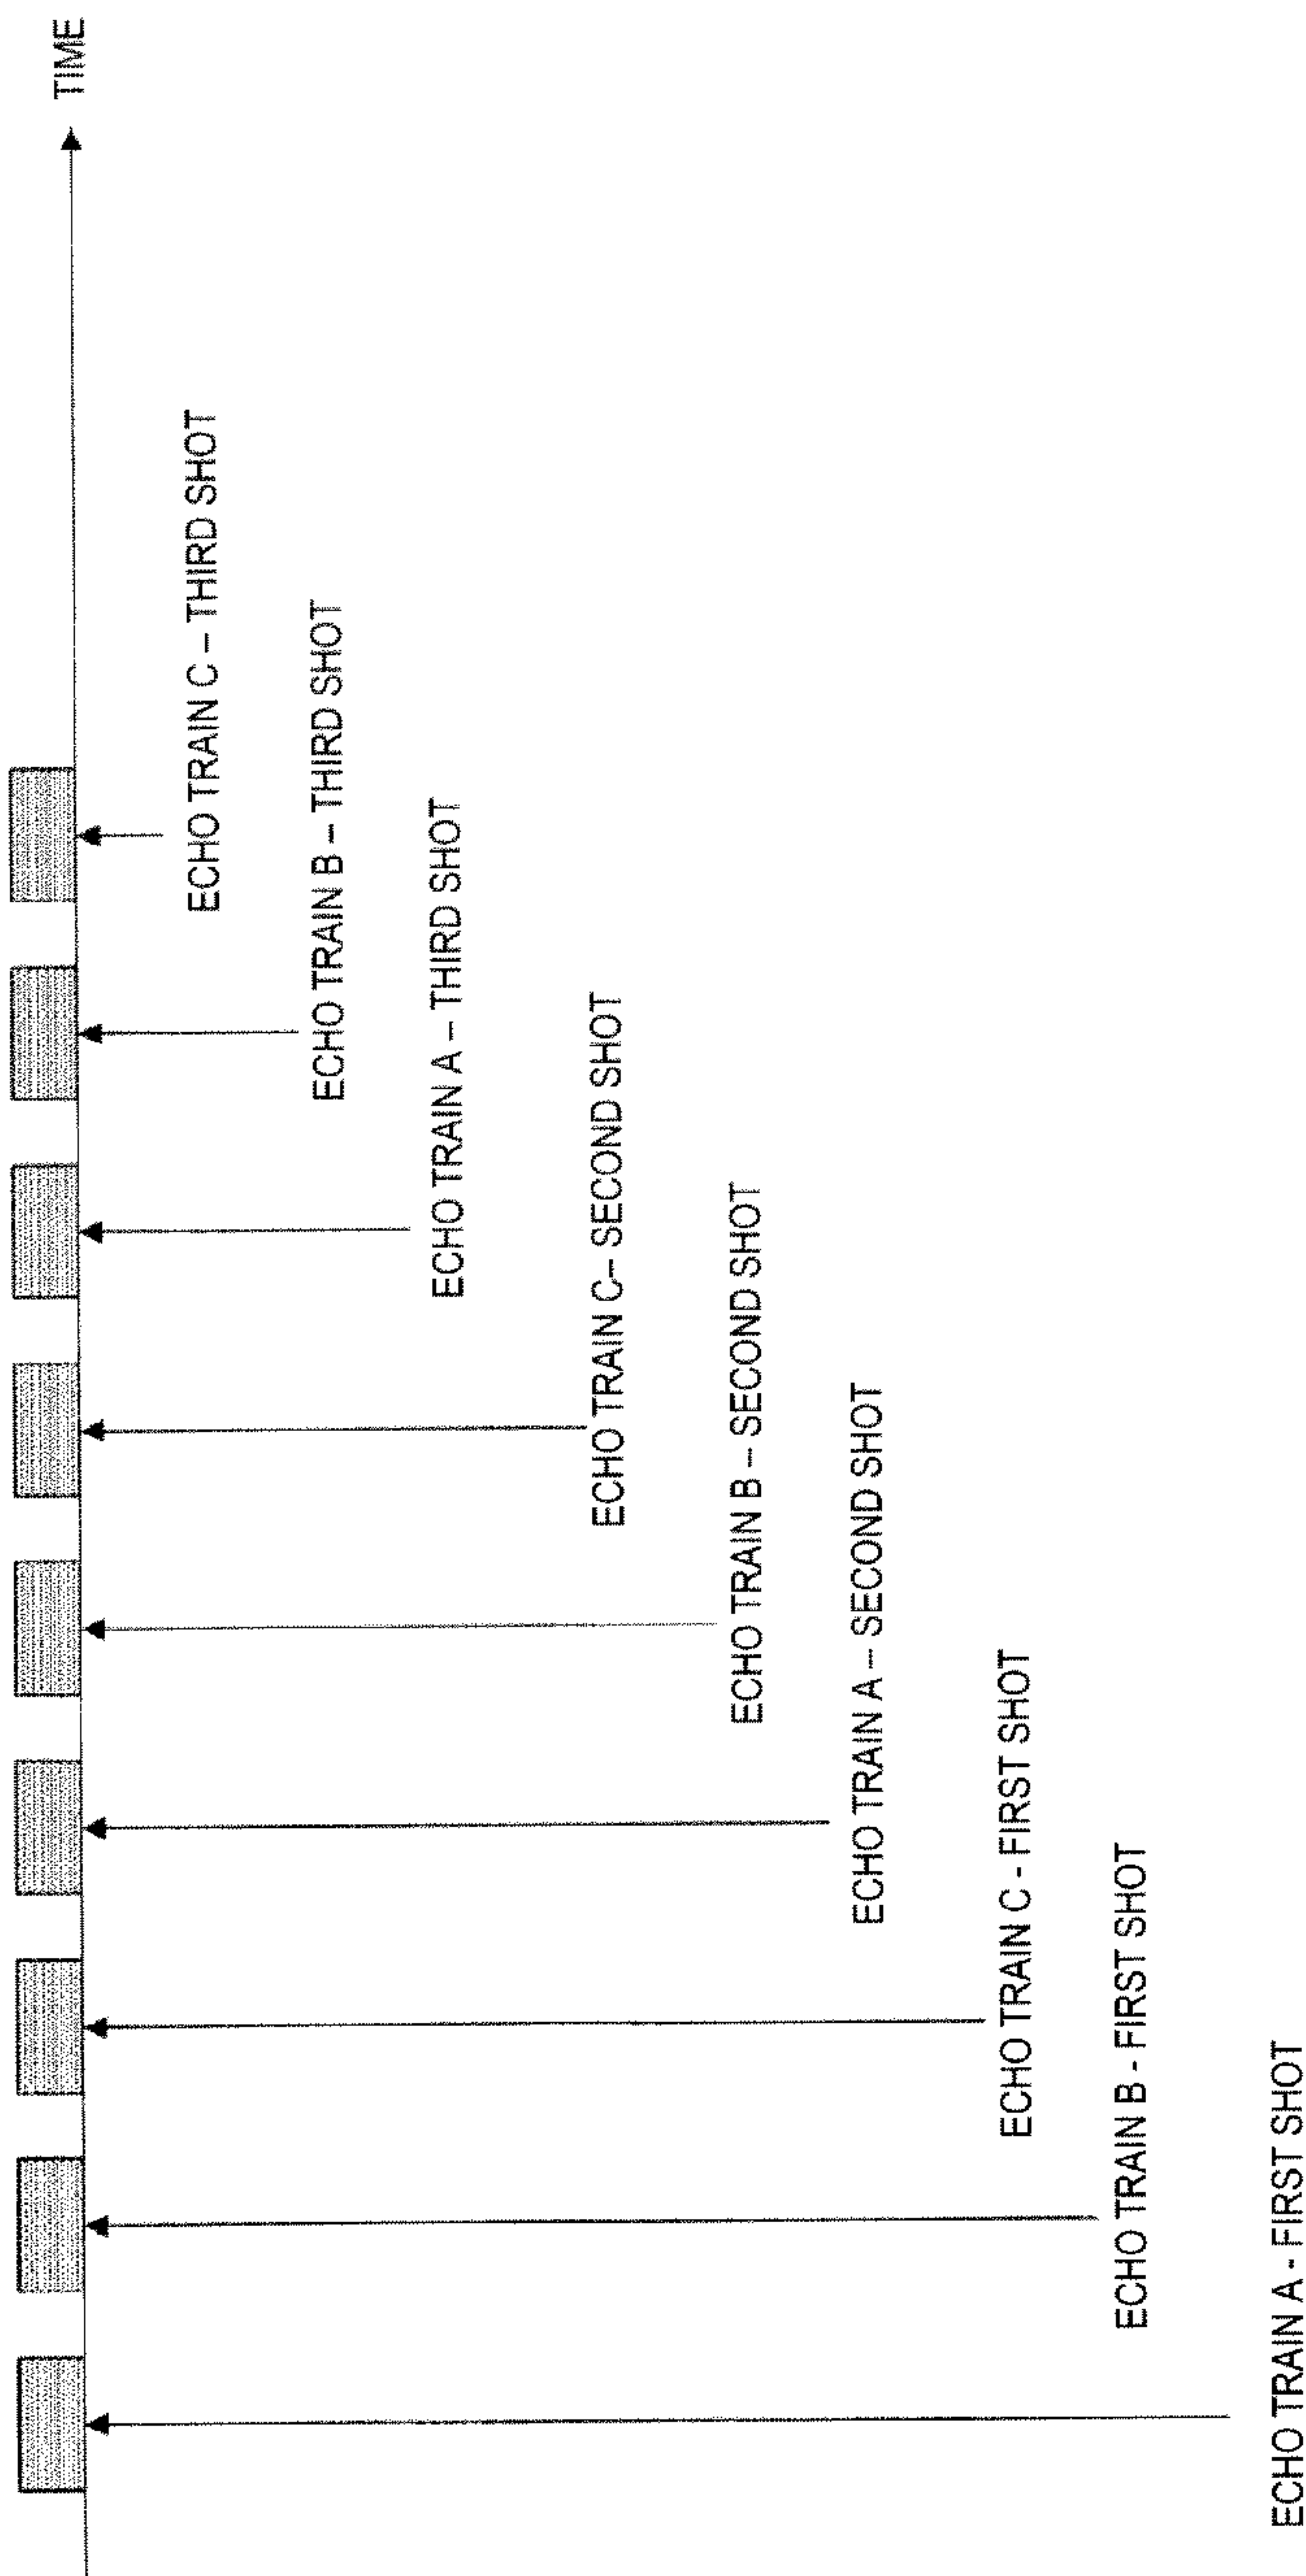 TIME
ECHO TRAIN C – THIRD SHOT
ECHO TRAIN B – THIRD SHOT
ECHO TRAIN A – THIRD SHOT
ECHO TRAIN C– SECOND SHOT
ECHO TRAIN B – SECOND SHOT
ECHO TRAIN A – SECOND SHOT
ECHO TRAIN C - FIRST SHOT
ECHO TRAIN B - FIRST SHOT
ECHO TRAIN A - FIRST SHOT